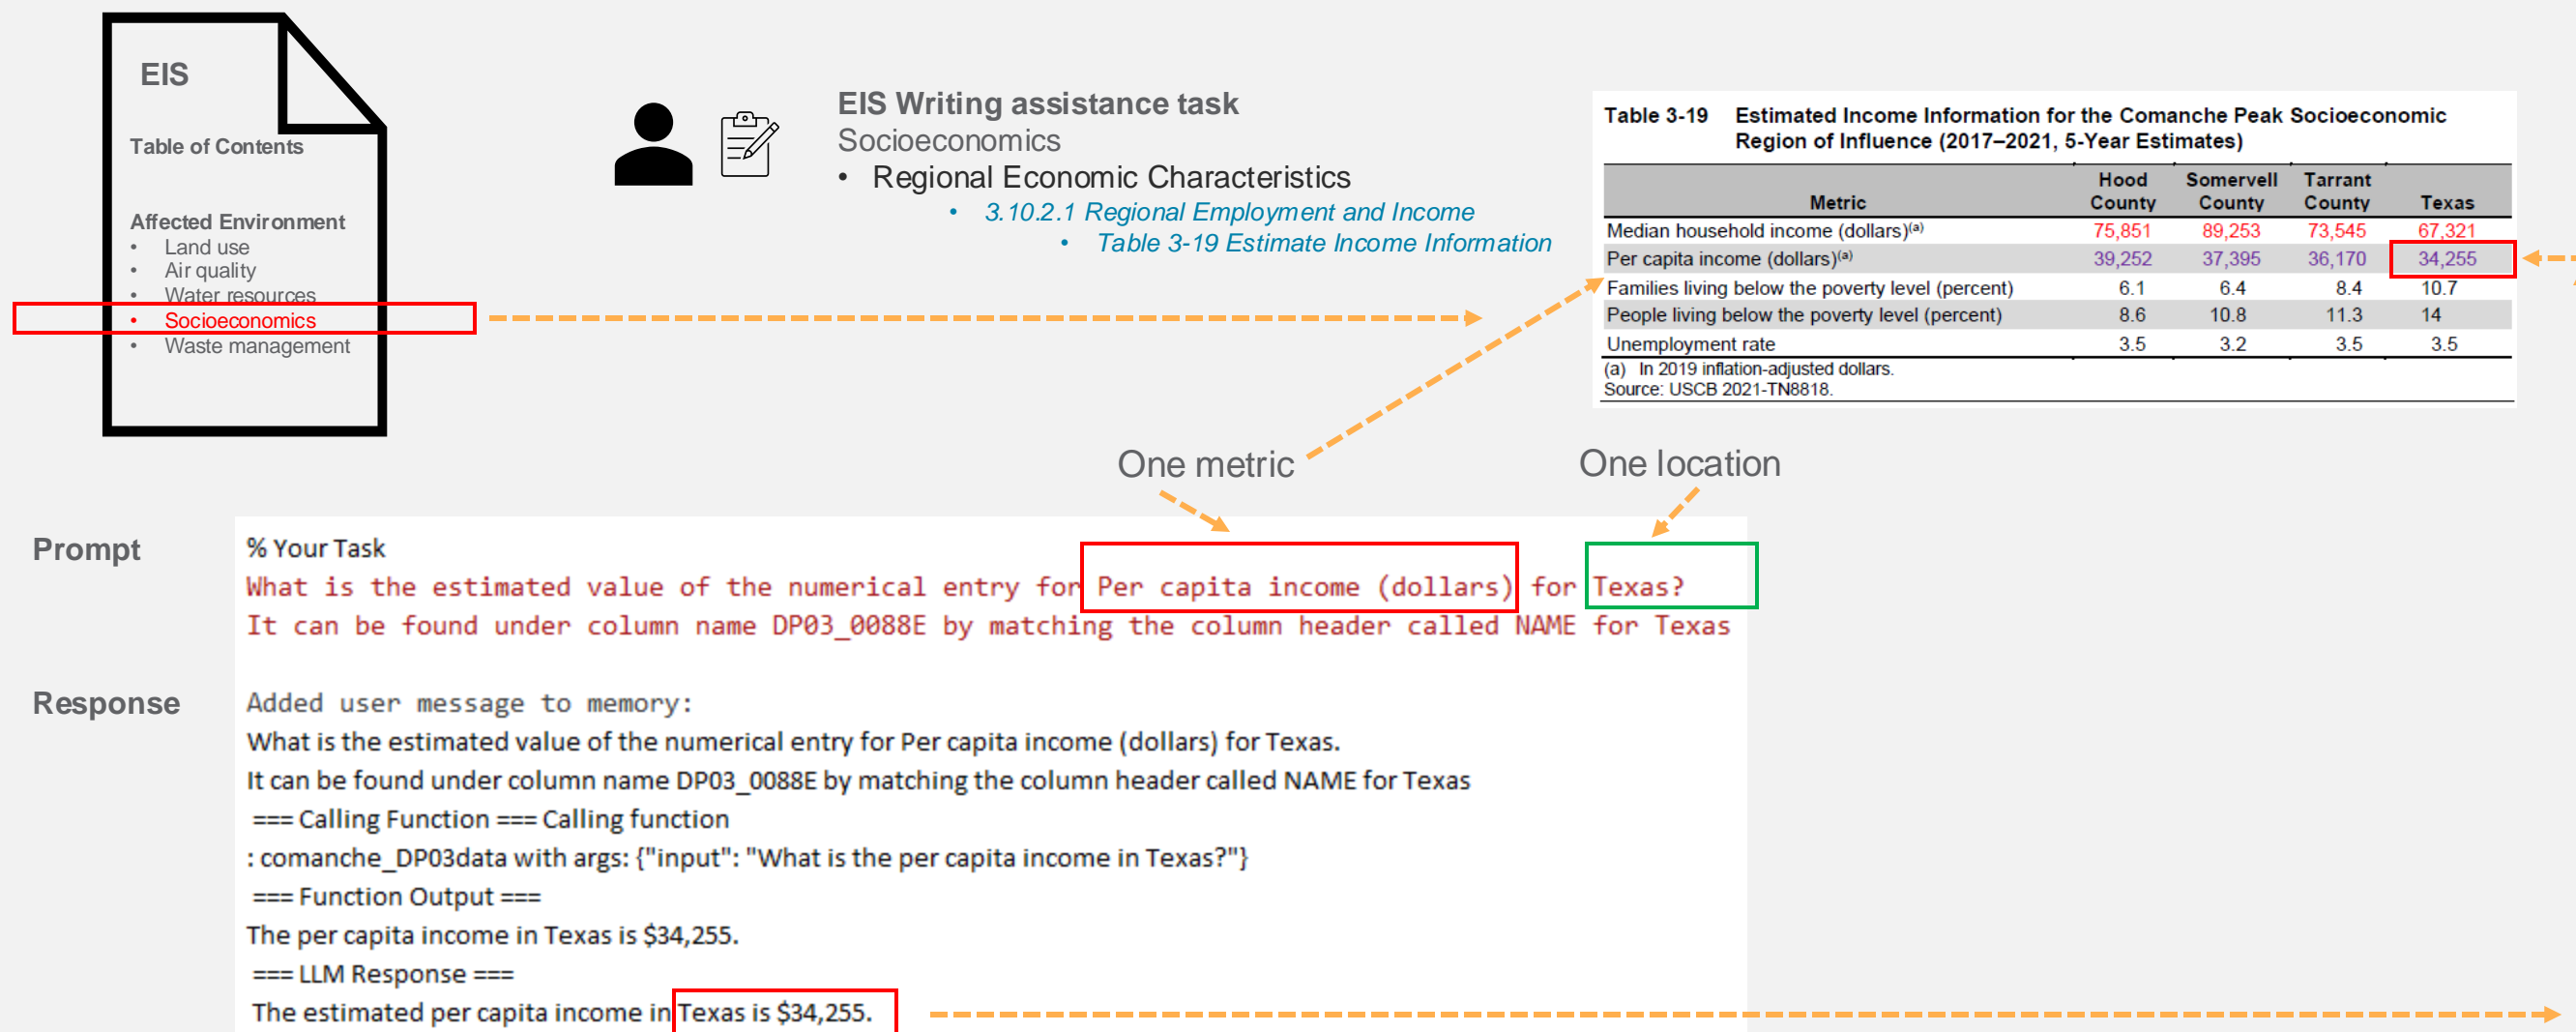 EIS
Table of Contents
Affected Environment
• Land use
• Air quality
• Water resources
• Socioeconomics
• Waste management
EIS Writing assistance task
Socioeconomics
• Regional Economic Characteristics
• 3.10.2.1 Regional Employment and Income
• Table 3-19 Estimate Income Information
Table 3-19 Estimated Income Information for the Comanche Peak Socioeconomic
Region of Influence (2017–2021, 5-Year Estimates)
Metric Hood County Somervell County Tarrant County Texas
Median household income (dollars)(a) 75,851 89,253 73,545 67,321
Per capita income (dollars)(a) 39,252 37,395 36,170 34,255
Families living below the poverty level (percent) 6.1 6.4 8.4 10.7
People living below the poverty level (percent) 8.6 10.8 11.3 14
Unemployment rate 3.5 3.2 3.5 3.5
(a) In 2019 inflation-adjusted dollars.
Source: USCB 2021-TN8818.
One metric
One location
Prompt
% Your Task
What is the estimated value of the numerical entry for Per capita income (dollars) for Texas?
It can be found under column name DP03_0088E by matching the column header called NAME for Texas
Response
Added user message to memory:
What is the estimated value of the numerical entry for Per capita income (dollars) for Texas.
It can be found under column name DP03_0088E by matching the column header called NAME for Texas
=== Calling Function === Calling function
: comanche_DP03data with args: {"input": "What is the per capita income in Texas?"}
=== Function Output ===
The per capita income in Texas is $34,255.
=== LLM Response ===
The estimated per capita income in Texas is $34,255.